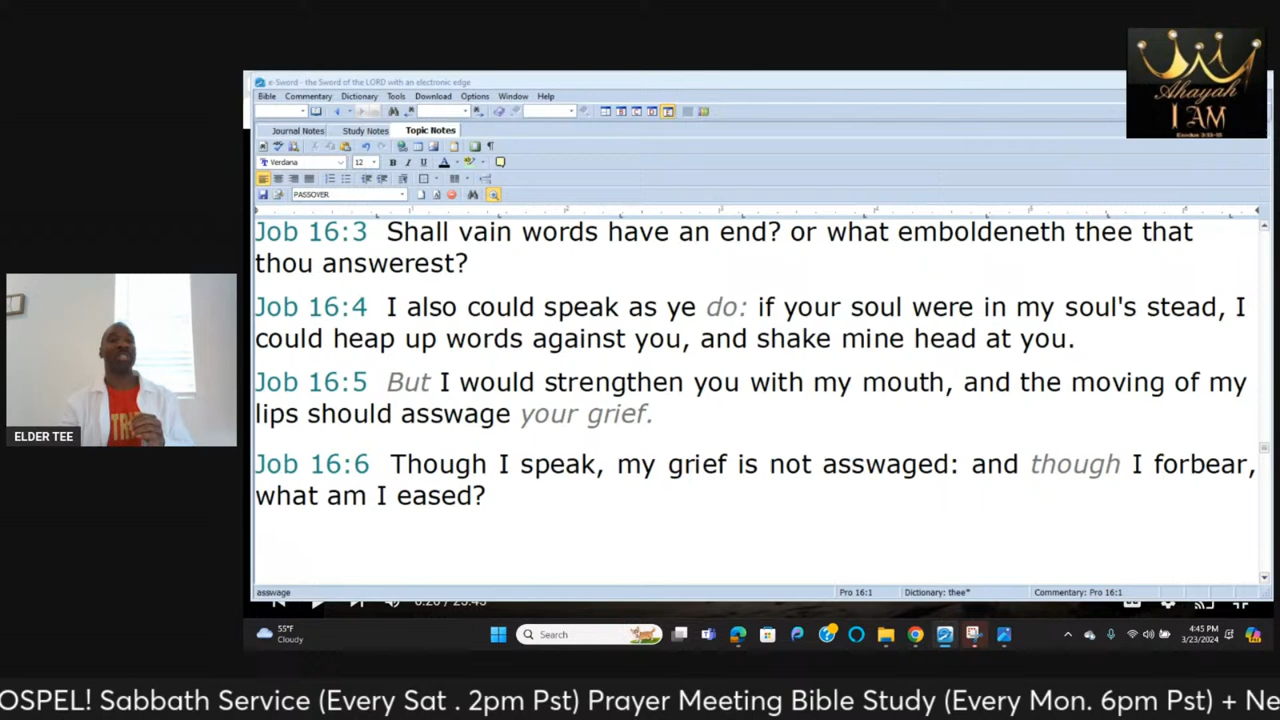 e-Sword - the Sword of the LORD with an electronic edge
Bible Commentary Dictionary Tools Download Options Window Help
Journal Notes Study Notes Topic Notes
Verdana 12 B I U A
PASSOVER
Ahayah
I AM
Exodus 3:13-15
Job 16:3 Shall vain words have an end? or what emboldeneth thee that
thou answerest?
Job 16:4 I also could speak as ye do: if your soul were in my soul's stead, I
could heap up words against you, and shake mine head at you.
Job 16:5 But I would strengthen you with my mouth, and the moving of my
lips should asswage your grief.
Job 16:6 Though I speak, my grief is not asswaged: and though I forbear,
what am I eased?
ELDER TEE
asswage Pro 16:1 Dictionary: thee* Commentary: Pro 16:1
55°F
Cloudy
Search
4:45 PM
3/23/2024
OSPEL! Sabbath Service (Every Sat . 2pm Pst) Prayer Meeting Bible Study (Every Mon. 6pm Pst) + Ne